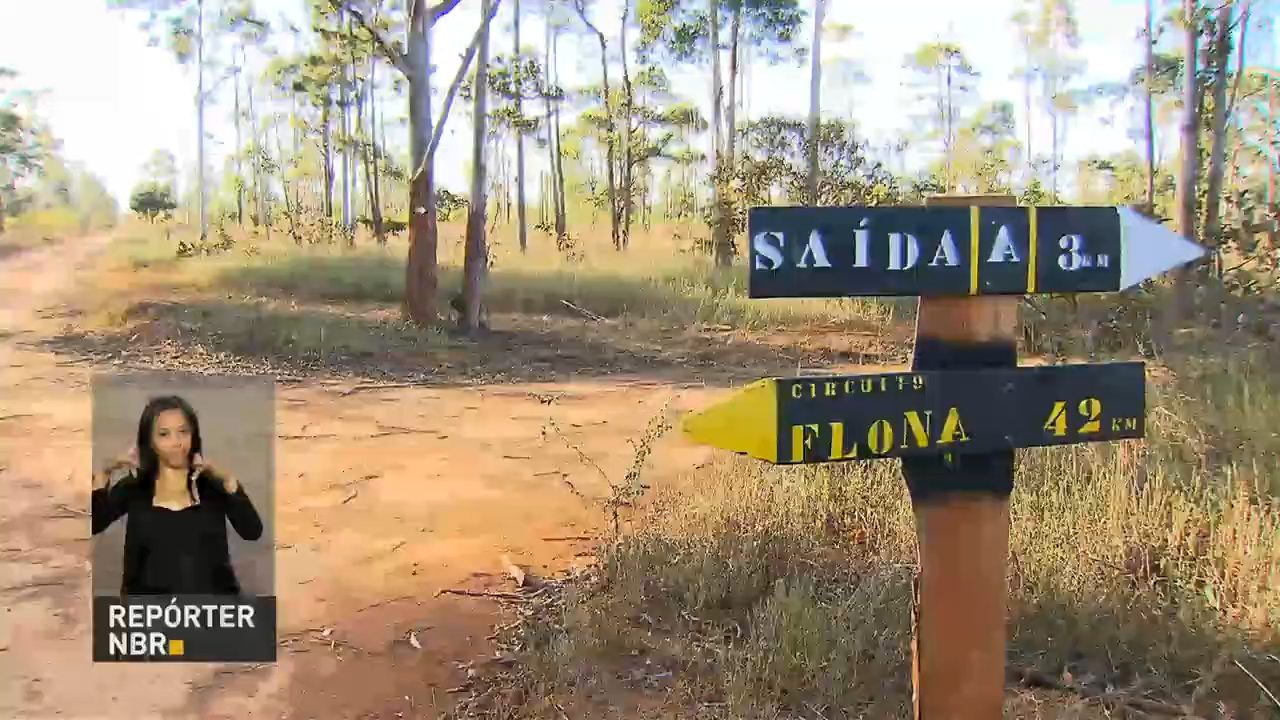 SAÍDA A 3KM
CIRCUITO
FLONA 42 KM
REPÓRTER
NBR